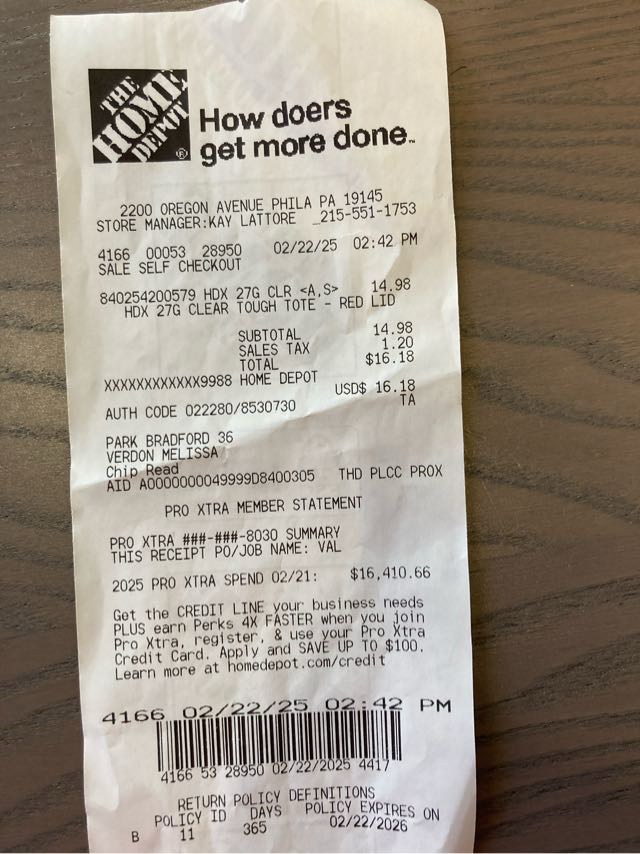 THE
HOME
DEPOT
®
How doers
get more done™
2200 OREGON AVENUE PHILA PA 19145
STORE MANAGER:KAY LATTORE _215-551-1753
4166 00053 28950 02/22/25 02:42 PM
SALE SELF CHECKOUT
840254200579 HDX 27G CLR <A,S> 14.98
HDX 27G CLEAR TOUGH TOTE - RED LID
SUBTOTAL 14.98
SALES TAX 1.20
TOTAL $16.18
XXXXXXXXXXXX9988 HOME DEPOT
USD$ 16.18
AUTH CODE 022280/8530730 TA
PARK BRADFORD 36
VERDON MELISSA
Chip Read
AID A0000000049999D8400305 THD PLCC PROX
PRO XTRA MEMBER STATEMENT
PRO XTRA ###-###-8030 SUMMARY
THIS RECEIPT PO/JOB NAME: VAL
2025 PRO XTRA SPEND 02/21: $16,410.66
Get the CREDIT LINE your business needs
PLUS earn Perks 4X FASTER when you join
Pro Xtra, register, & use your Pro Xtra
Credit Card. Apply and SAVE UP TO $100.
Learn more at homedepot.com/credit
4166 02/22/25 02:42 PM
4166 53 28950 02/22/2025 4417
RETURN POLICY DEFINITIONS
POLICY ID DAYS POLICY EXPIRES ON
B 11 365 02/22/2026